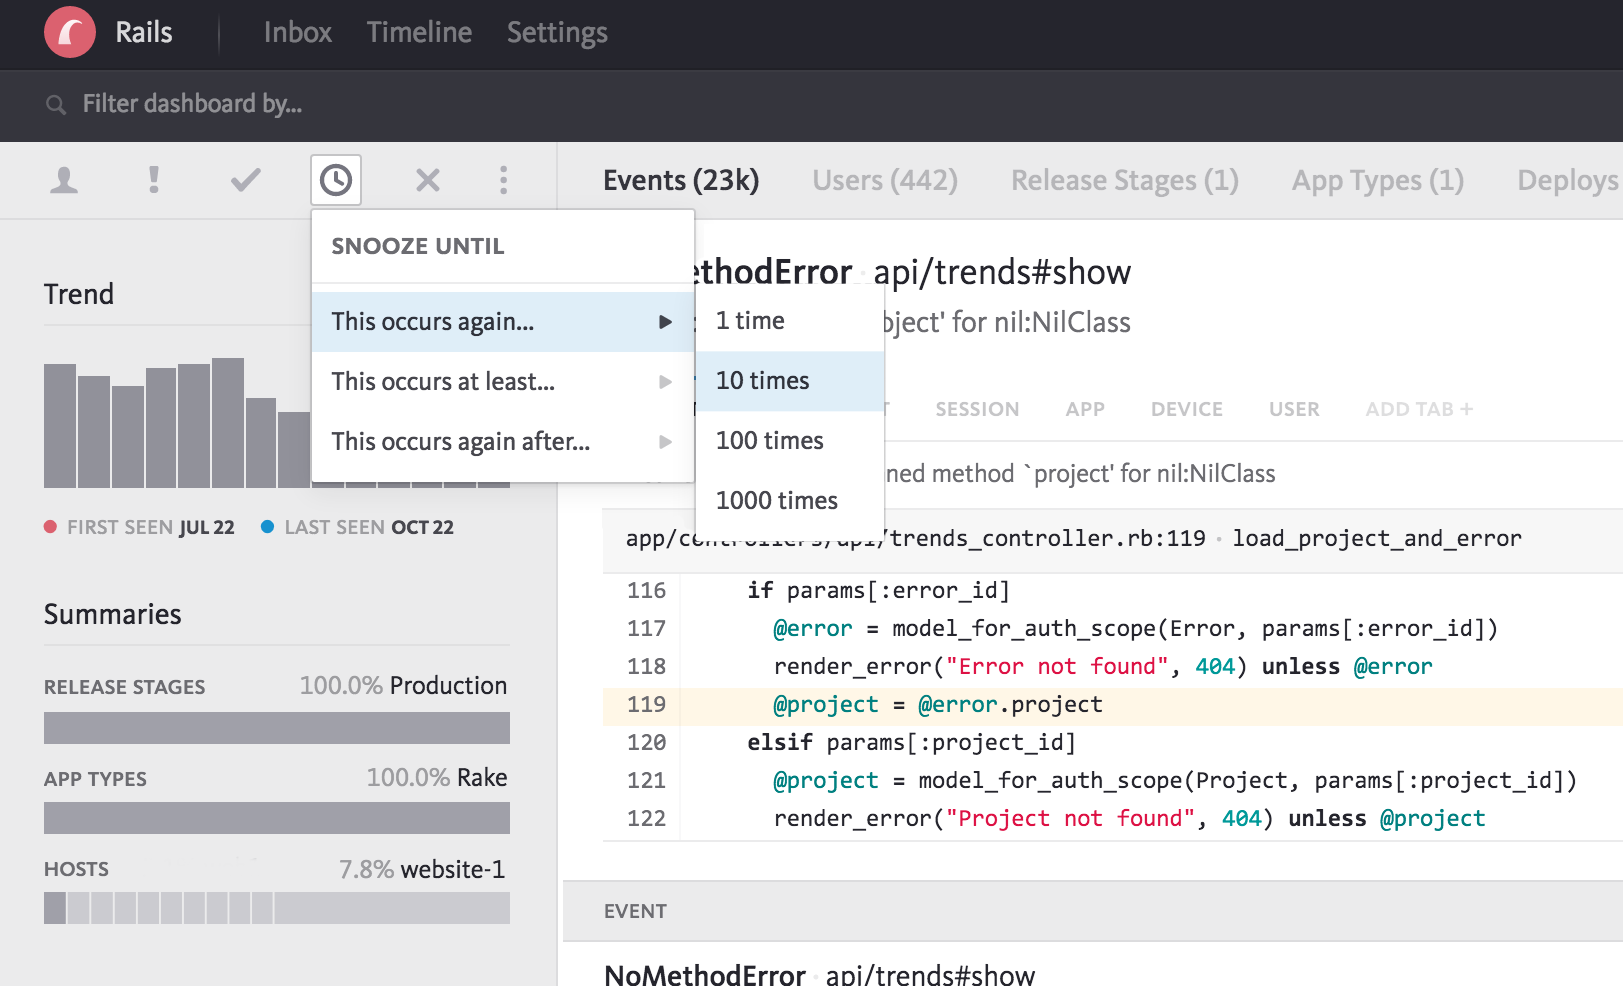 Rails Inbox Timeline Settings
Filter dashboard by...
Events (23k) Users (442) Release Stages (1) App Types (1) Deploys
SNOOZE UNTIL
This occurs again...
This occurs at least...
This occurs again after...
1 time
10 times
100 times
1000 times
Trend
FIRST SEEN JUL 22 LAST SEEN OCT 22
Summaries
RELEASE STAGES 100.0% Production
APP TYPES 100.0% Rake
HOSTS 7.8% website-1
ethodError · api/trends#show
bject' for nil:NilClass
SESSION APP DEVICE USER ADD TAB +
ned method `project' for nil:NilClass
app/controllers/api/trends_controller.rb:119 · load_project_and_error
116 if params[:error_id]
117 @error = model_for_auth_scope(Error, params[:error_id])
118 render_error("Error not found", 404) unless @error
119 @project = @error.project
120 elsif params[:project_id]
121 @project = model_for_auth_scope(Project, params[:project_id])
122 render_error("Project not found", 404) unless @project
EVENT
NoMethodError · api/trends#show